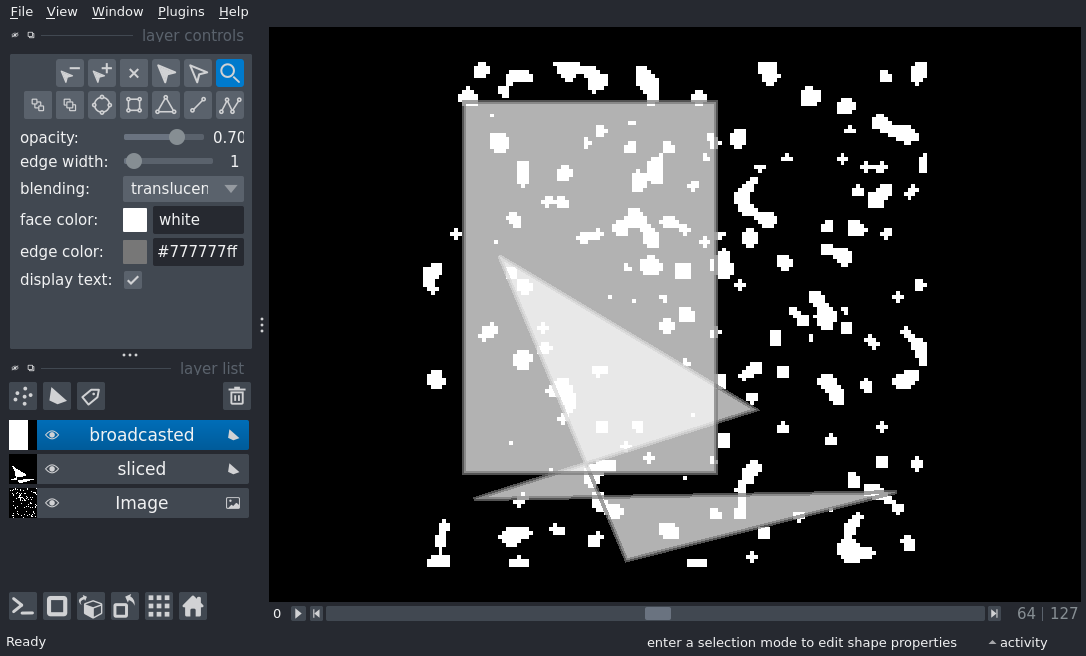 File View Window Plugins Help
layer controls
opacity: 0.70
edge width: 1
blending: translucen
face color: white
edge color: #777777ff
display text:
layer list
broadcasted
sliced
Image
0 64 | 127
Ready enter a selection mode to edit shape properties activity